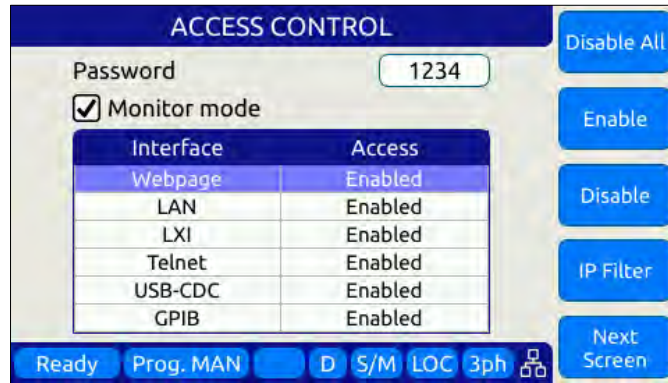 ACCESS CONTROL
Password 1234
Monitor mode
Interface Access
Webpage Enabled
LAN Enabled
LXI Enabled
Telnet Enabled
USB-CDC Enabled
GPIB Enabled
Ready Prog. MAN D S/M LOC 3ph
Disable All
Enable
Disable
IP Filter
Next
Screen